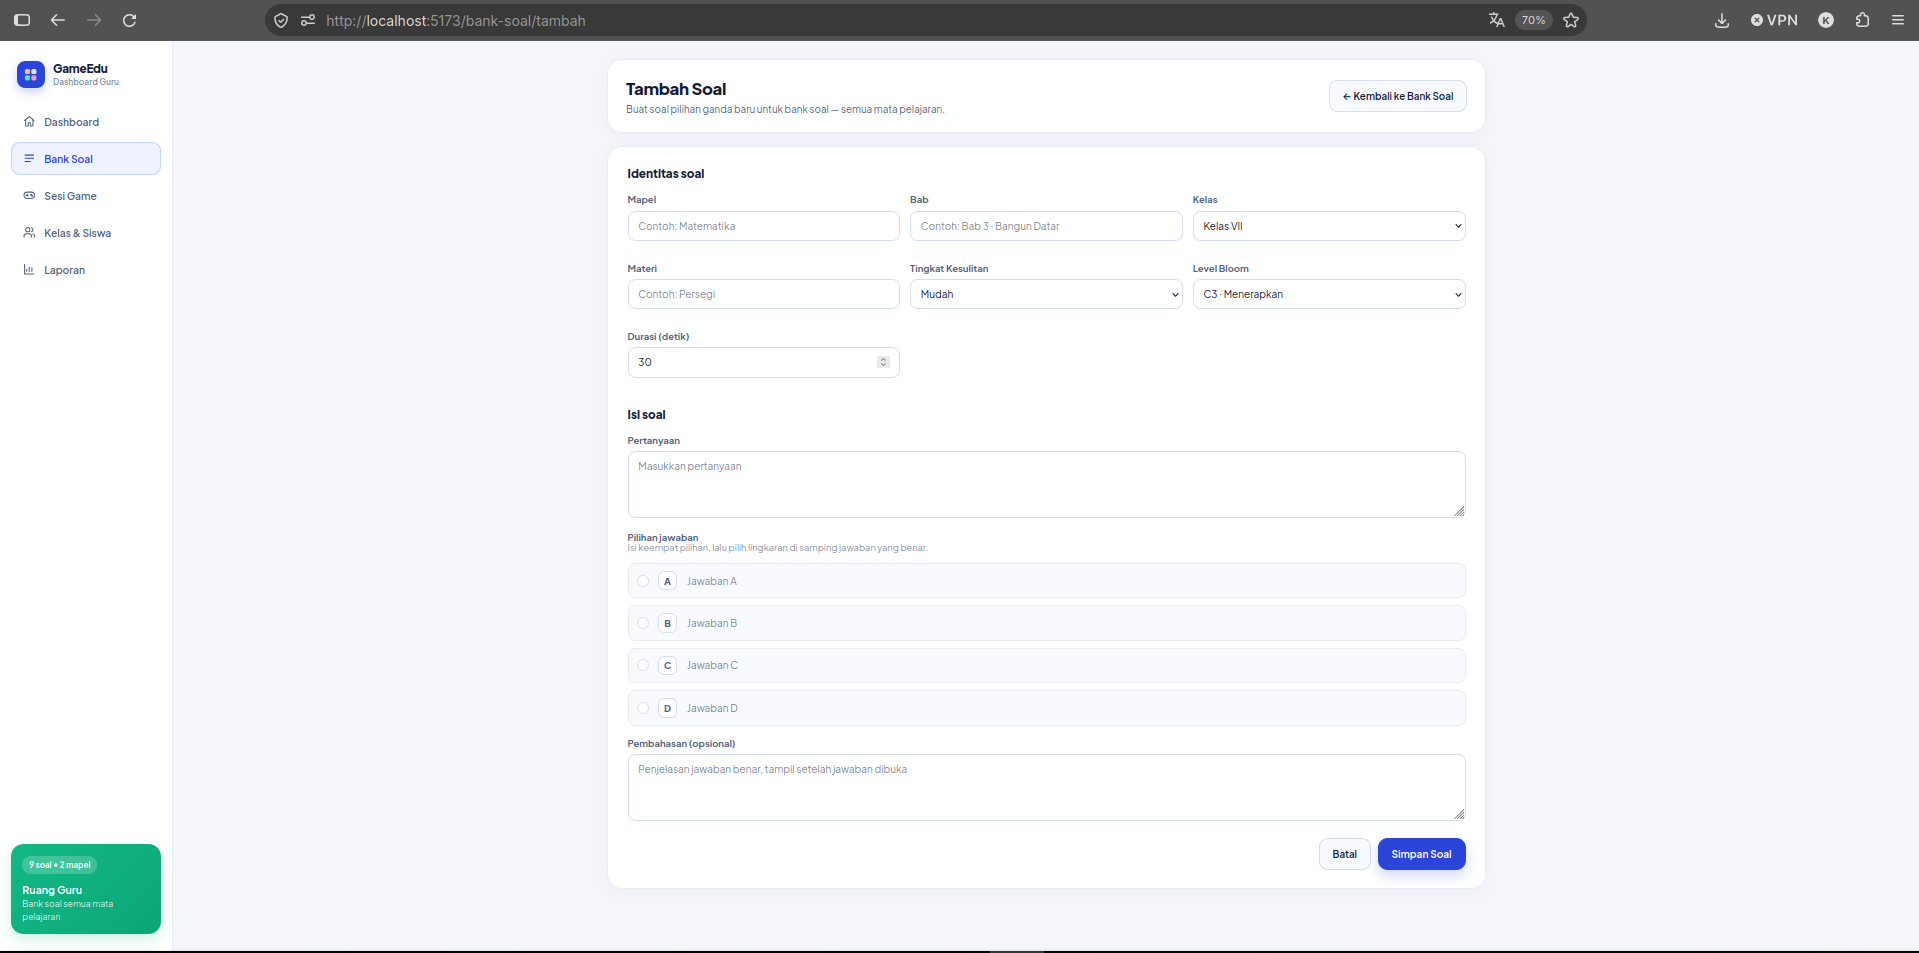 http://localhost:5173/bank-soal/tambah
70%
VPN
K
GameEdu
Dashboard Guru
Dashboard
Bank Soal
Sesi Game
Kelas & Siswa
Laporan
9 soal • 2 mapel
Ruang Guru
Bank soal semua mata
pelajaran
Tambah Soal
Buat soal pilihan ganda baru untuk bank soal — semua mata pelajaran.
← Kembali ke Bank Soal
Identitas soal
Mapel
Contoh: Matematika
Bab
Contoh: Bab 3 · Bangun Datar
Kelas
Kelas VII
Materi
Contoh: Persegi
Tingkat Kesulitan
Mudah
Level Bloom
C3 · Menerapkan
Durasi (detik)
30
Isi soal
Pertanyaan
Masukkan pertanyaan
Pilihan jawaban
Isi keempat pilihan, lalu pilih lingkaran di samping jawaban yang benar.
A Jawaban A
B Jawaban B
C Jawaban C
D Jawaban D
Pembahasan (opsional)
Penjelasan jawaban benar, tampil setelah jawaban dibuka
Batal
Simpan Soal